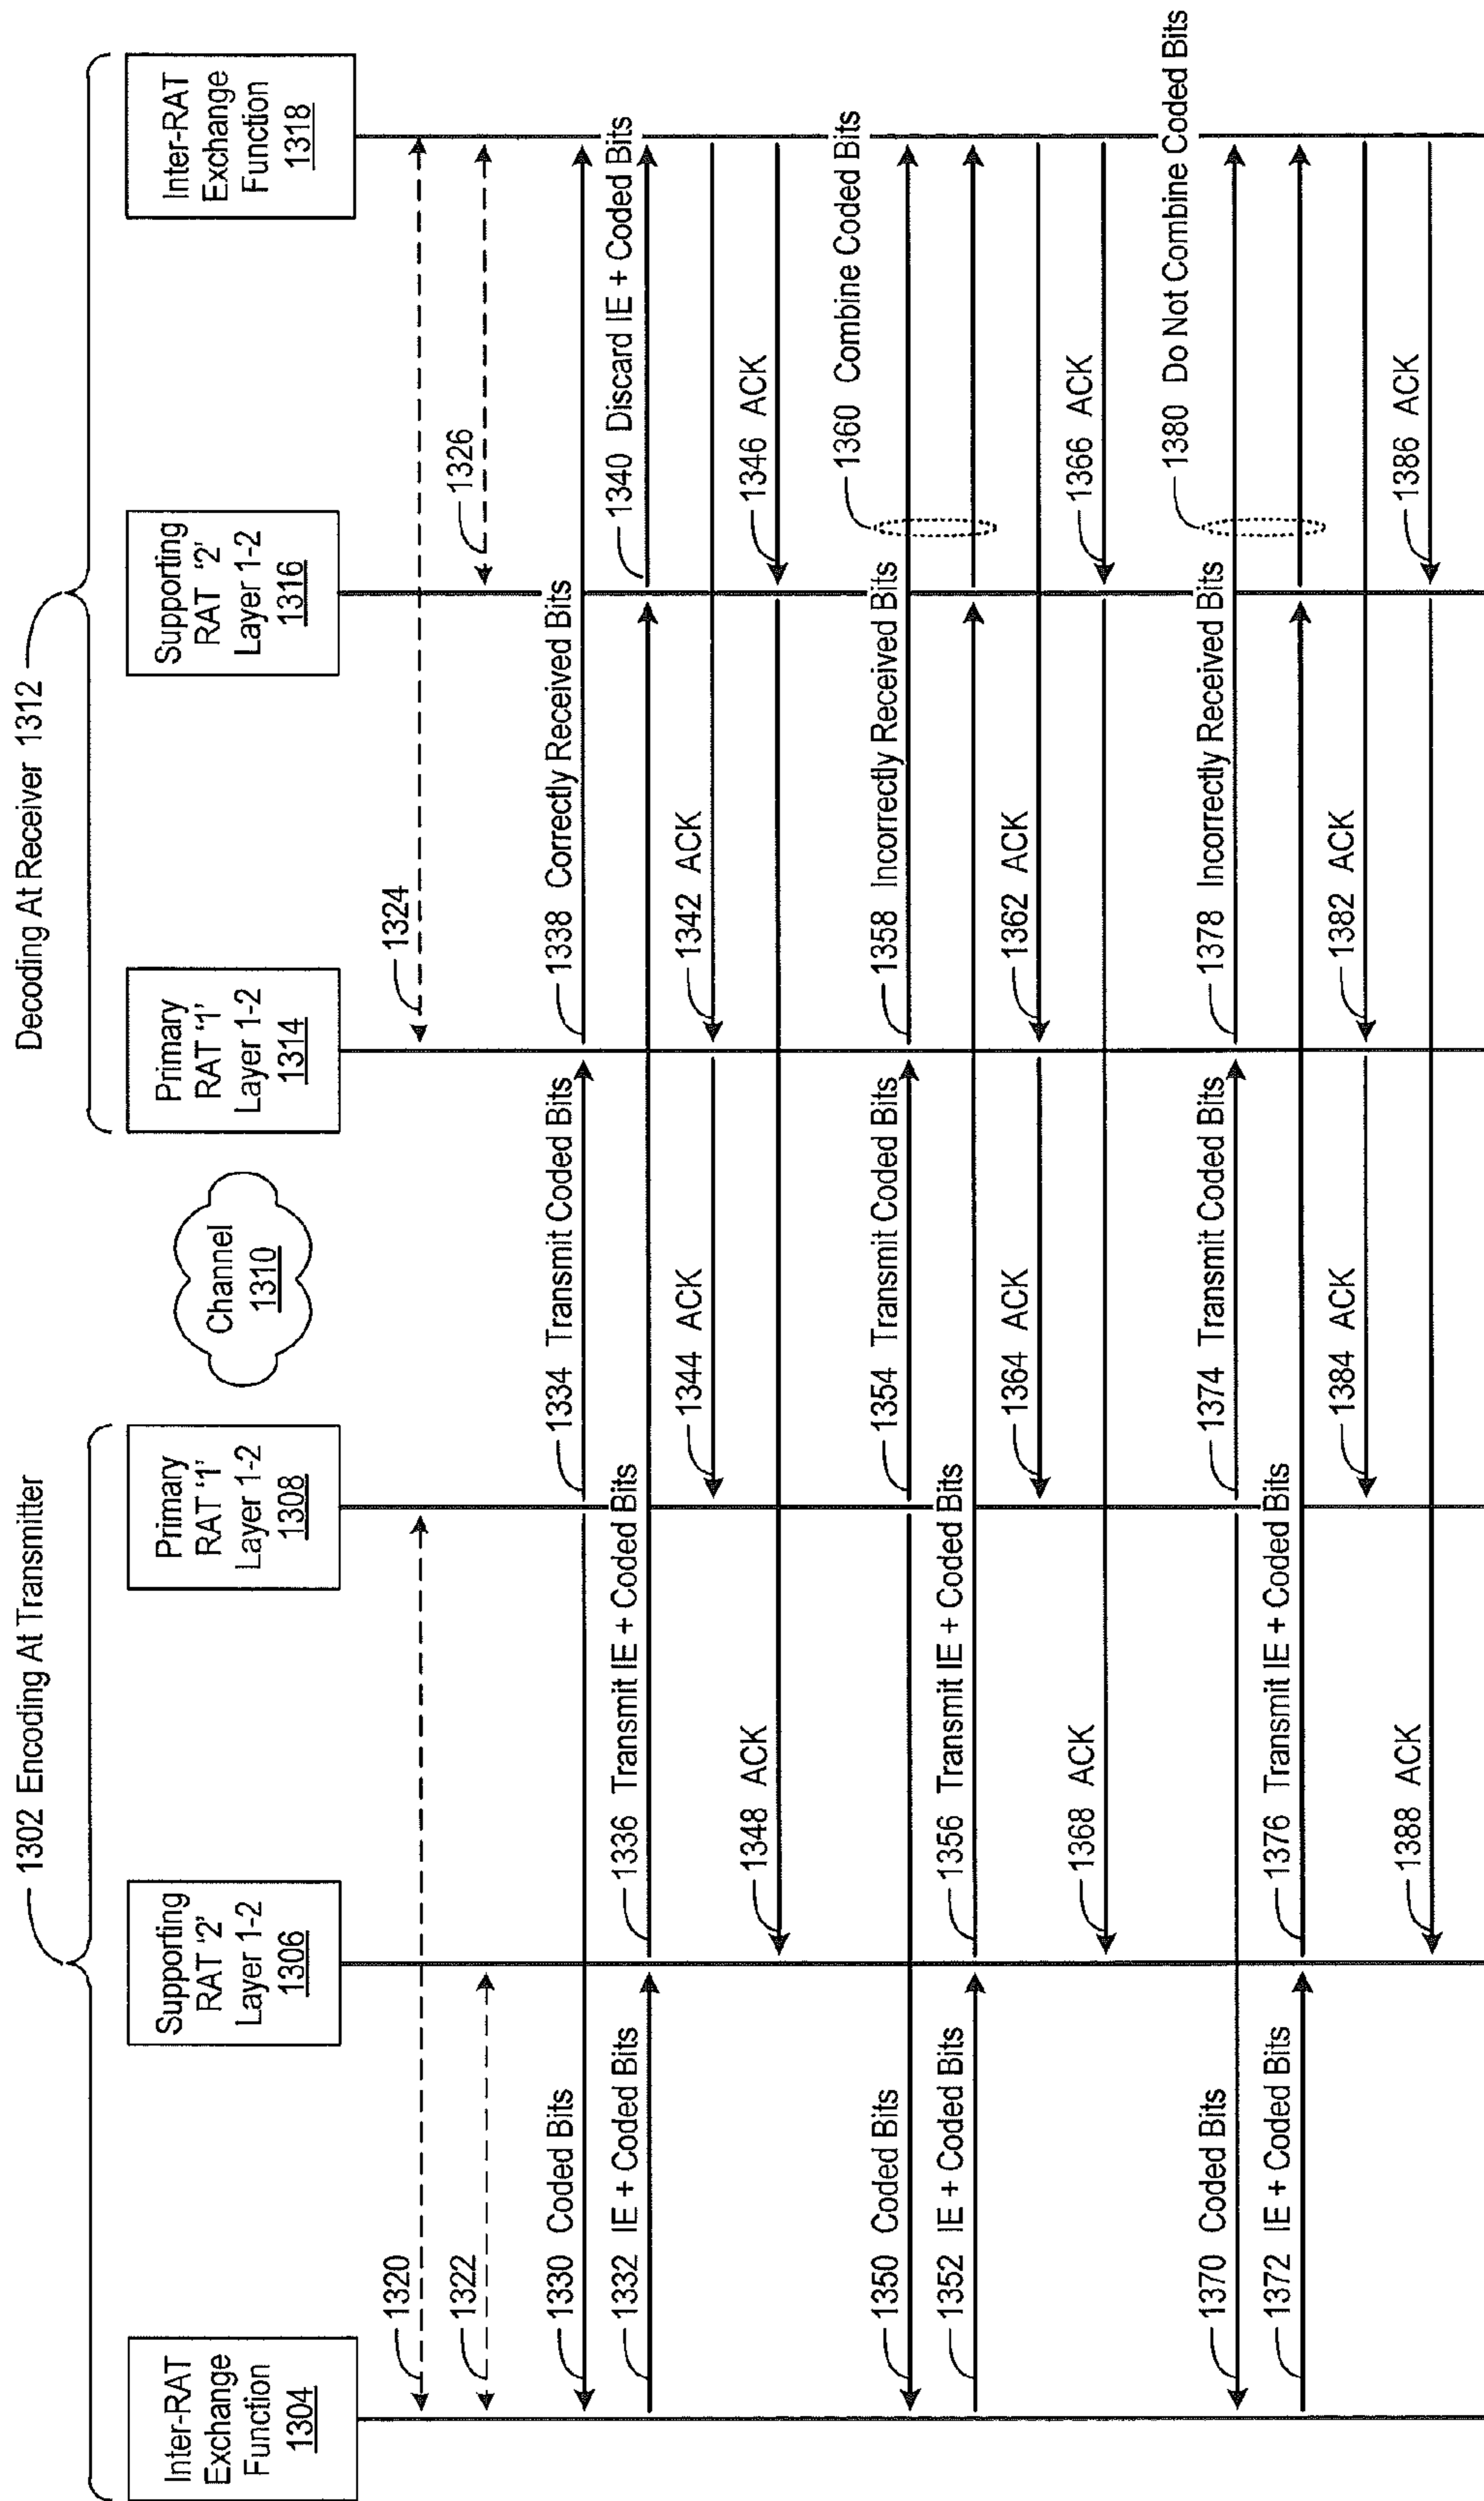 1302 Encoding At Transmitter
Decoding At Receiver 1312
Inter-RAT
Exchange
Function
1304
Supporting
RAT '2'
Layer 1-2
1306
Primary
RAT '1'
Layer 1-2
1308
Channel
1310
Primary
RAT '1'
Layer 1-2
1314
Supporting
RAT '2'
Layer 1-2
1316
Inter-RAT
Exchange
Function
1318
1320
1324
1322
1326
1330 Coded Bits
1334 Transmit Coded Bits
1338 Correctly Received Bits
1332 IE + Coded Bits
1336 Transmit IE + Coded Bits
1340 Discard IE + Coded Bits
1344 ACK
1342 ACK
1348 ACK
1346 ACK
1350 Coded Bits
1354 Transmit Coded Bits
1358 Incorrectly Received Bits
1360 Combine Coded Bits
1352 IE + Coded Bits
1356 Transmit IE + Coded Bits
1364 ACK
1362 ACK
1368 ACK
1366 ACK
1370 Coded Bits
1374 Transmit Coded Bits
1378 Incorrectly Received Bits
1380 Do Not Combine Coded Bits
1372 IE + Coded Bits
1376 Transmit IE + Coded Bits
1384 ACK
1382 ACK
1388 ACK
1386 ACK